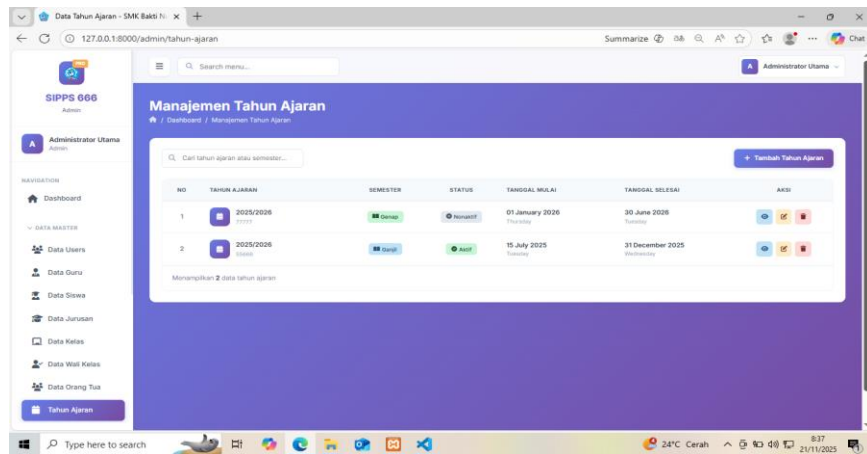 Data Tahun Ajaran - SMK Bakti N
127.0.0.1:8000/admin/tahun-ajaran
Summarize
Chat
PRO
SIPPS 666
Admin
A
Administrator Utama
Admin
NAVIGATION
Dashboard
DATA MASTER
Data Users
Data Guru
Data Siswa
Data Jurusan
Data Kelas
Data Wali Kelas
Data Orang Tua
Tahun Ajaran
Search menu...
A Administrator Utama
Manajemen Tahun Ajaran
/ Dashboard / Manajemen Tahun Ajaran
Cari tahun ajaran atau semester...
+ Tambah Tahun Ajaran
NO TAHUN AJARAN SEMESTER STATUS TANGGAL MULAI TANGGAL SELESAI AKSI
1 2025/2026 Genap Nonaktif 01 January 2026 30 June 2026
Thursday Tuesday
2 2025/2026 Ganjil Aktif 15 July 2025 31 December 2025
Tuesday Wednesday
Menampilkan 2 data tahun ajaran
Type here to search
24°C Cerah
8:37
21/11/2025